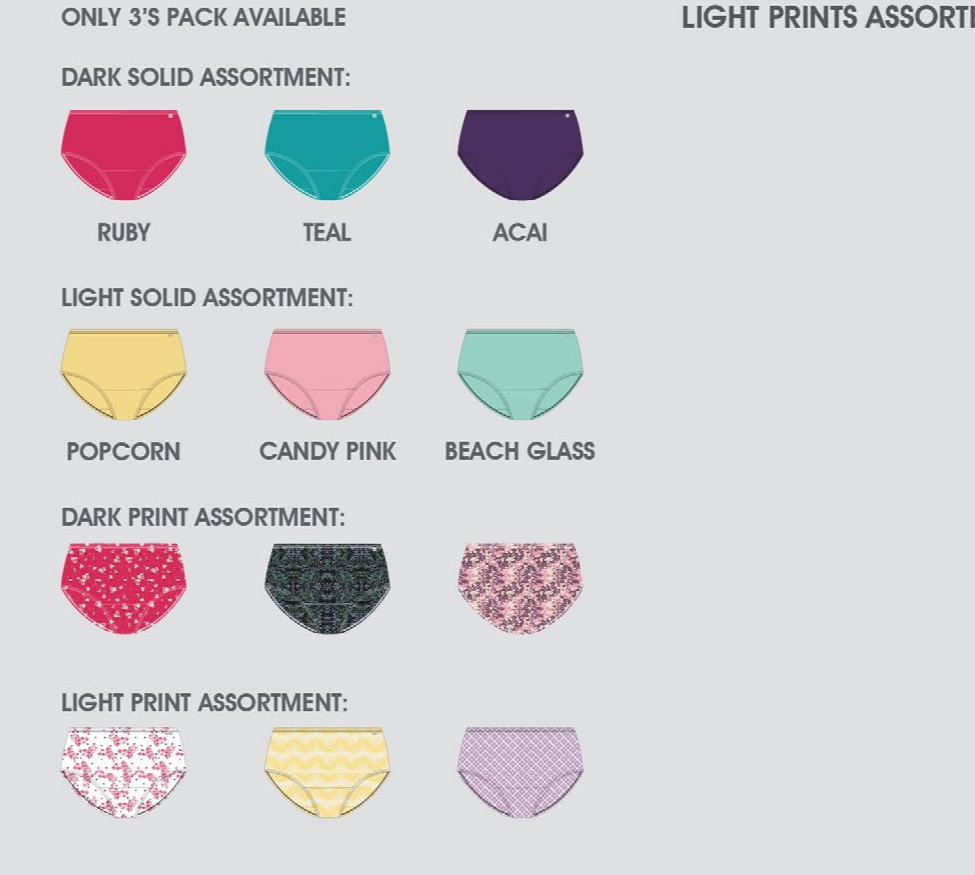 ONLY 3'S PACK AVAILABLE
LIGHT PRINTS
DARK SOLID ASSORTMENT:
RUBY TEAL ACAI
LIGHT SOLID ASSORTMENT:
POPCORN CANDY PINK BEACH GLASS
DARK PRINT ASSORTMENT:
LIGHT PRINT ASSORTMENT: